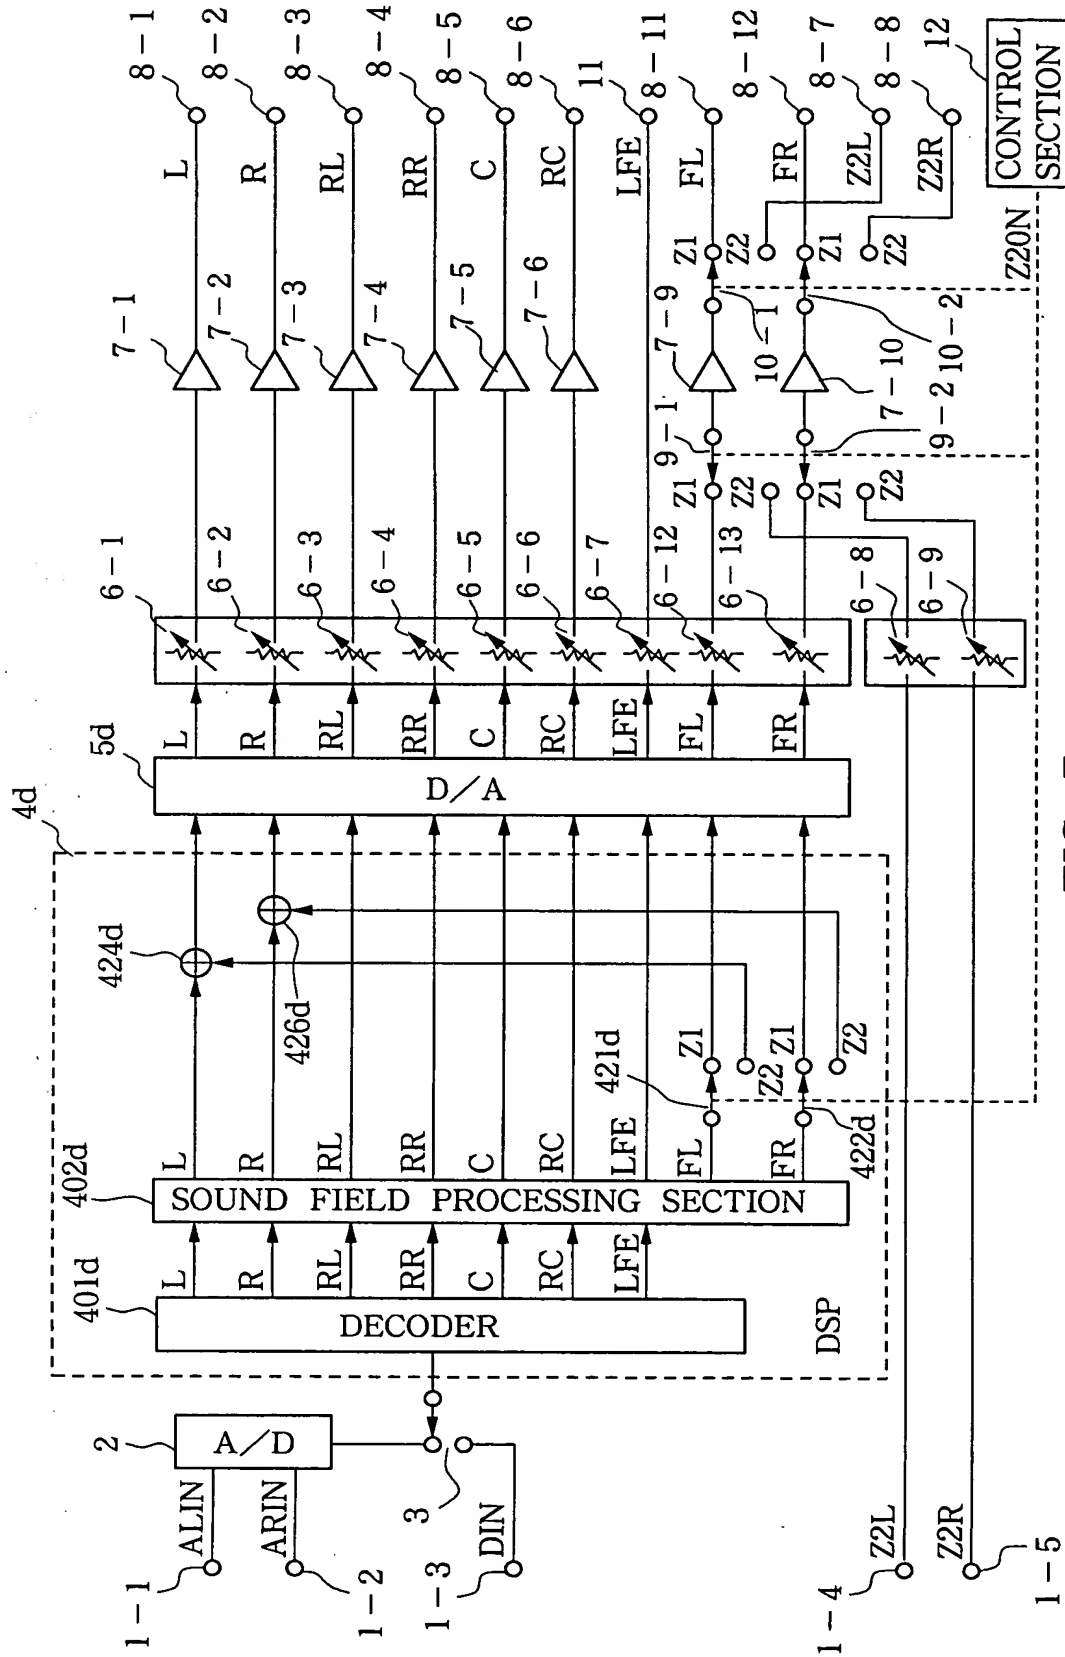 1-1
ALIN
1-2
ARIN
2
A/D
3
1-3
DIN
1-4
Z2L
1-5
Z2R
4d
DSP
401d
DECODER
L
R
RL
RR
C
RC
LFE
402d
SOUND FIELD PROCESSING SECTION
L
R
RL
RR
C
RC
LFE
FL
FR
421d
422d
Z1
Z2
Z1
Z2
424d
426d
5d
D/A
L
R
RL
RR
C
RC
LFE
FL
FR
6-1
6-2
6-3
6-4
6-5
6-6
6-7
6-12
6-13
6-8
6-9
Z1
Z2
Z1
Z2
9-1
9-2
7-1
7-2
7-3
7-4
7-5
7-6
7-9
7-10
10-1
10-2
Z1
Z2
Z1
Z2
Z20N
L
R
RL
RR
C
RC
LFE
FL
FR
Z2L
Z2R
8-1
8-2
8-3
8-4
8-5
8-6
11
8-11
8-12
8-7
8-8
12
CONTROL
SECTION